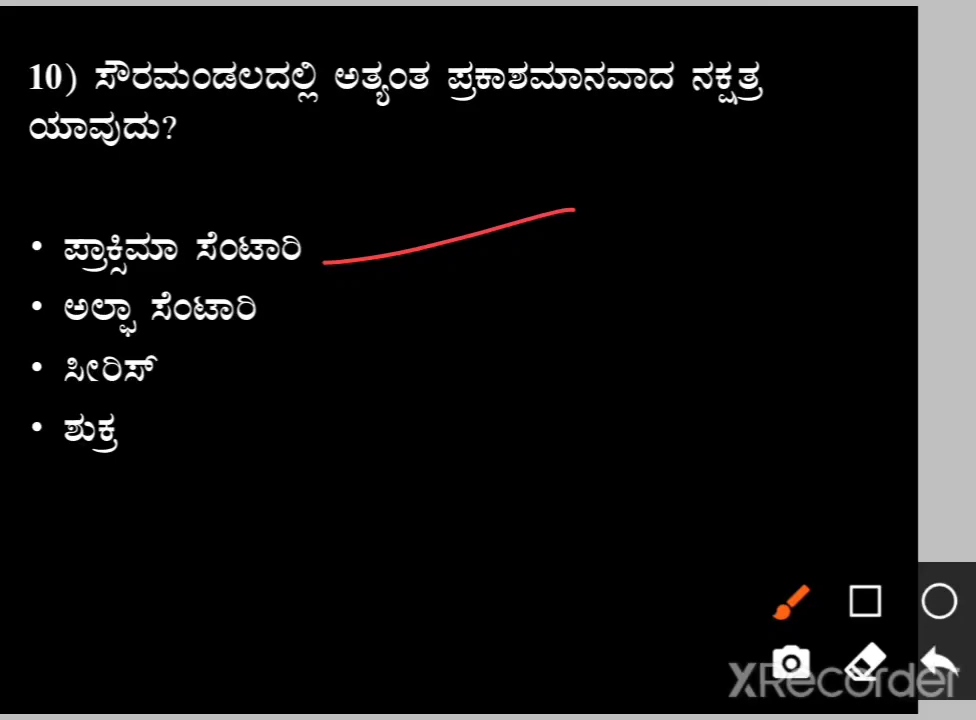 10) ಸೌರಮಂಡಲದಲ್ಲಿ ಅತ್ಯಂತ ಪ್ರಕಾಶಮಾನವಾದ ನಕ್ಷತ್ರ
ಯಾವುದು?
• ಪ್ರಾಕ್ಸಿಮಾ ಸೆಂಟಾರಿ
• ಅಲ್ಫಾ ಸೆಂಟಾರಿ
• ಸೀರಿಸ್
• ಶುಕ್ರ
XRecorder